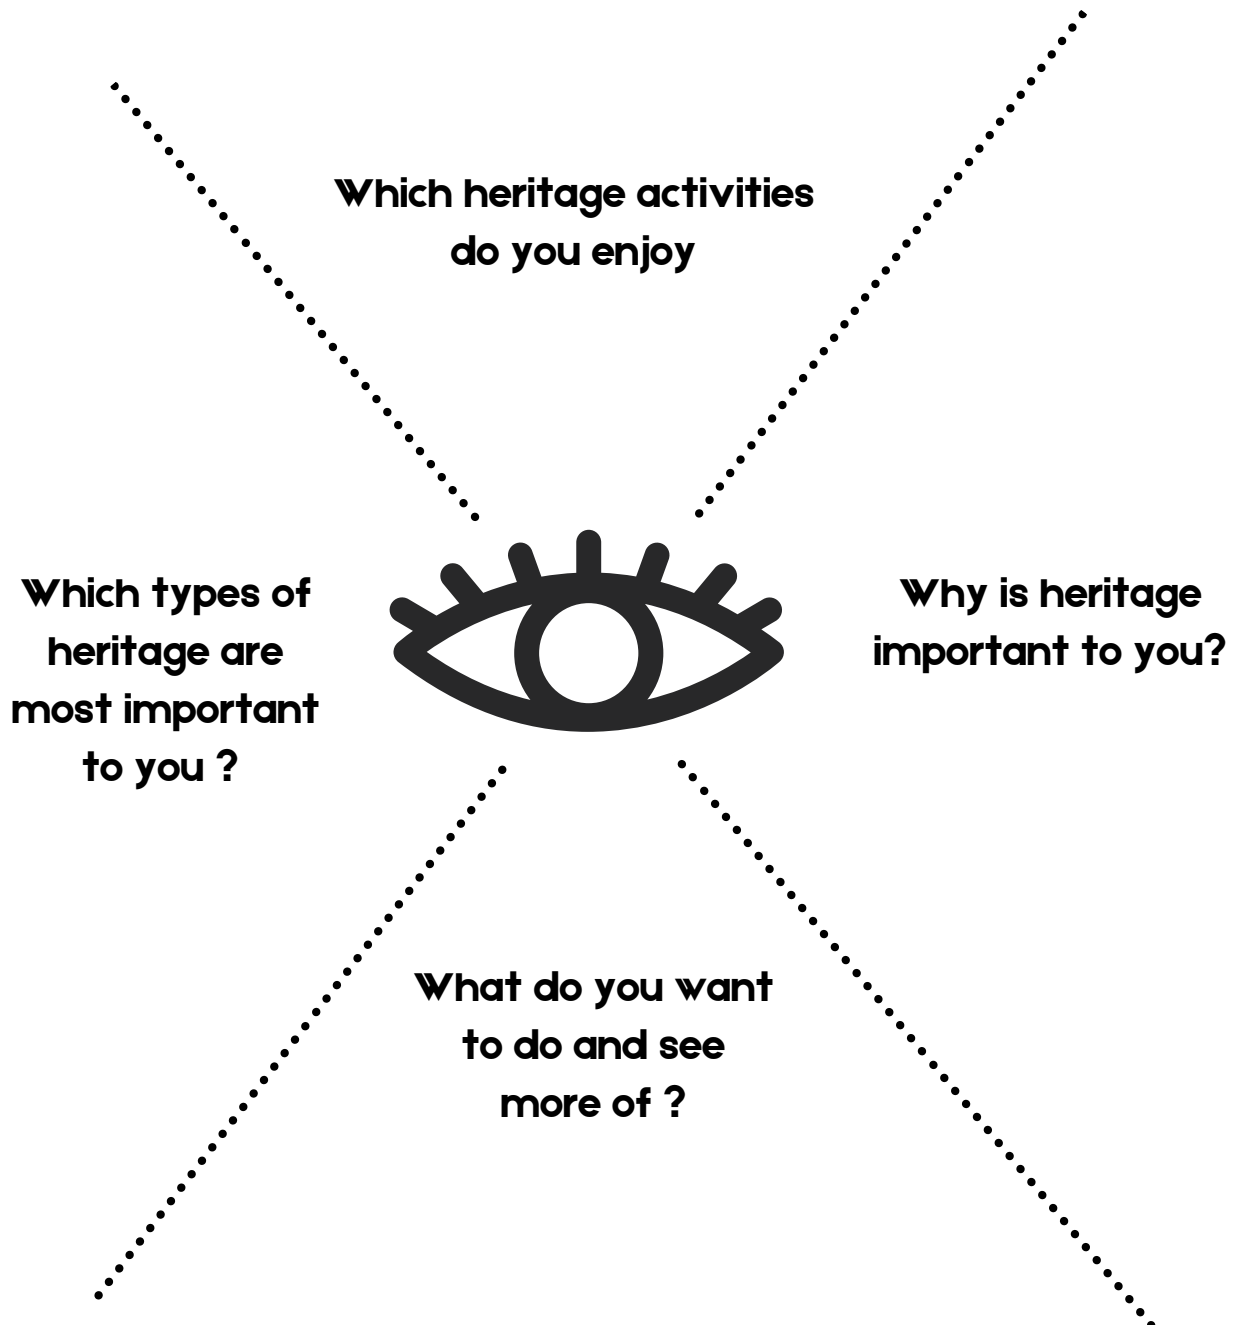 Which heritage activities
do you enjoy
Which types of
heritage are
most important
to you ?
Why is heritage
important to you?
What do you want
to do and see
more of ?